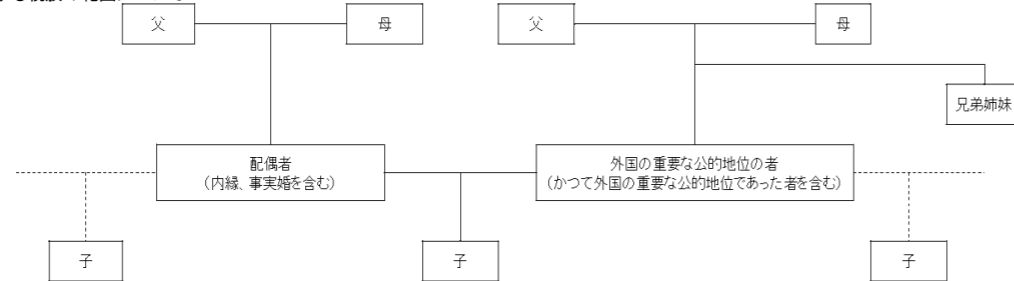 父
母
父
母
兄弟姉妹
配偶者
（内縁、事実婚を含む）
外国の重要な公的地位の者
（かつて外国の重要な公的地位であった者を含む）
子
子
子